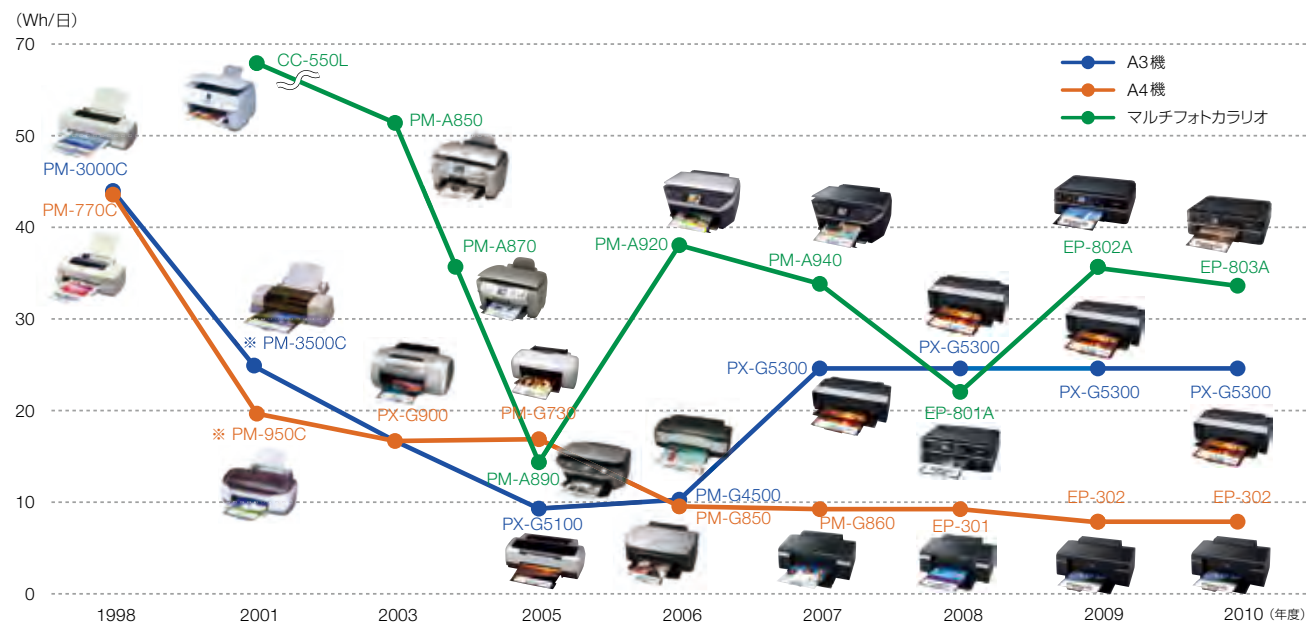 (Wh/日)
70
CC-550L
A3機
A4機
マルチフォトカラリオ
50
PM-A850
PM-3000C
PM-770C
40
PM-A870
PM-A920
PM-A940
EP-802A
EP-803A
30
※ PM-3500C
PX-G5300
PX-G5300
PX-G5300
PX-G5300
20
※ PM-950C
PX-G900
PM-G730
EP-801A
PM-A890
10
PX-G5100
PM-G4500
PM-G850
PM-G860
EP-301
EP-302
EP-302
0
1998
2001
2003
2005
2006
2007
2008
2009
2010 (年度)